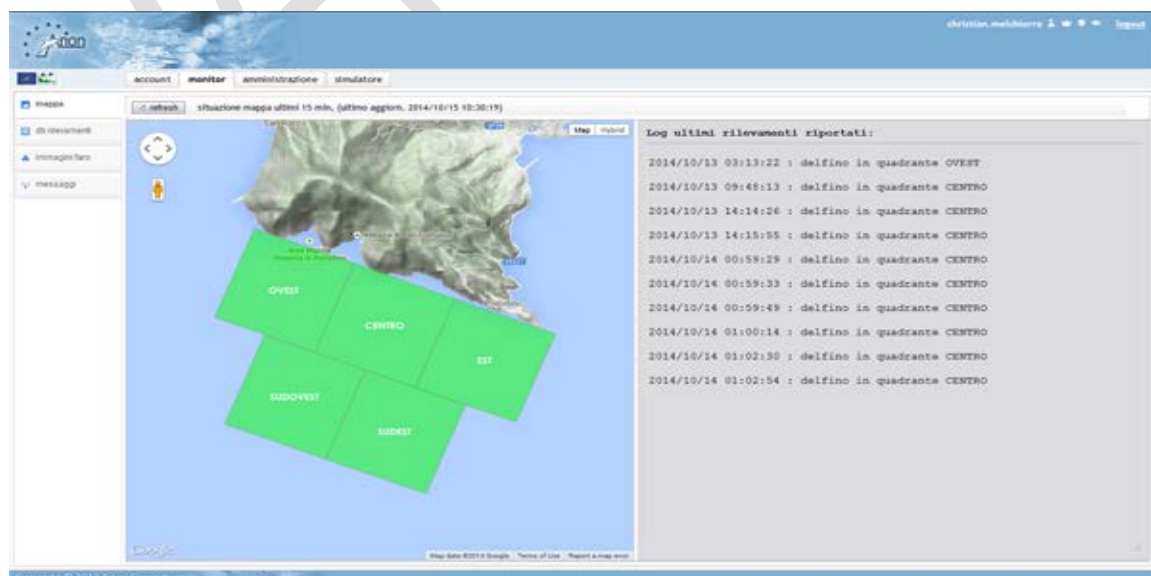 arion
christian.melchiorre logout
account monitor amministrazione simulatore
mappa
refresh situazione mappa ultimi 15 min, (ultimo aggiorn. 2014/10/15 10:30:19)
db rilevamenti
immagini faro
messaggi
Map Hybrid
OVEST
CENTRO
EST
SUDOVEST
SUDEST
Google
Map data ©2014 Google Terms of Use Report a map error
Log ultimi rilevamenti riportati:
2014/10/13 03:13:22 : delfino in quadrante OVEST
2014/10/13 09:48:13 : delfino in quadrante CENTRO
2014/10/13 14:14:26 : delfino in quadrante CENTRO
2014/10/13 14:15:55 : delfino in quadrante CENTRO
2014/10/14 00:59:29 : delfino in quadrante CENTRO
2014/10/14 00:59:33 : delfino in quadrante CENTRO
2014/10/14 00:59:49 : delfino in quadrante CENTRO
2014/10/14 01:00:14 : delfino in quadrante CENTRO
2014/10/14 01:02:30 : delfino in quadrante CENTRO
2014/10/14 01:02:54 : delfino in quadrante CENTRO